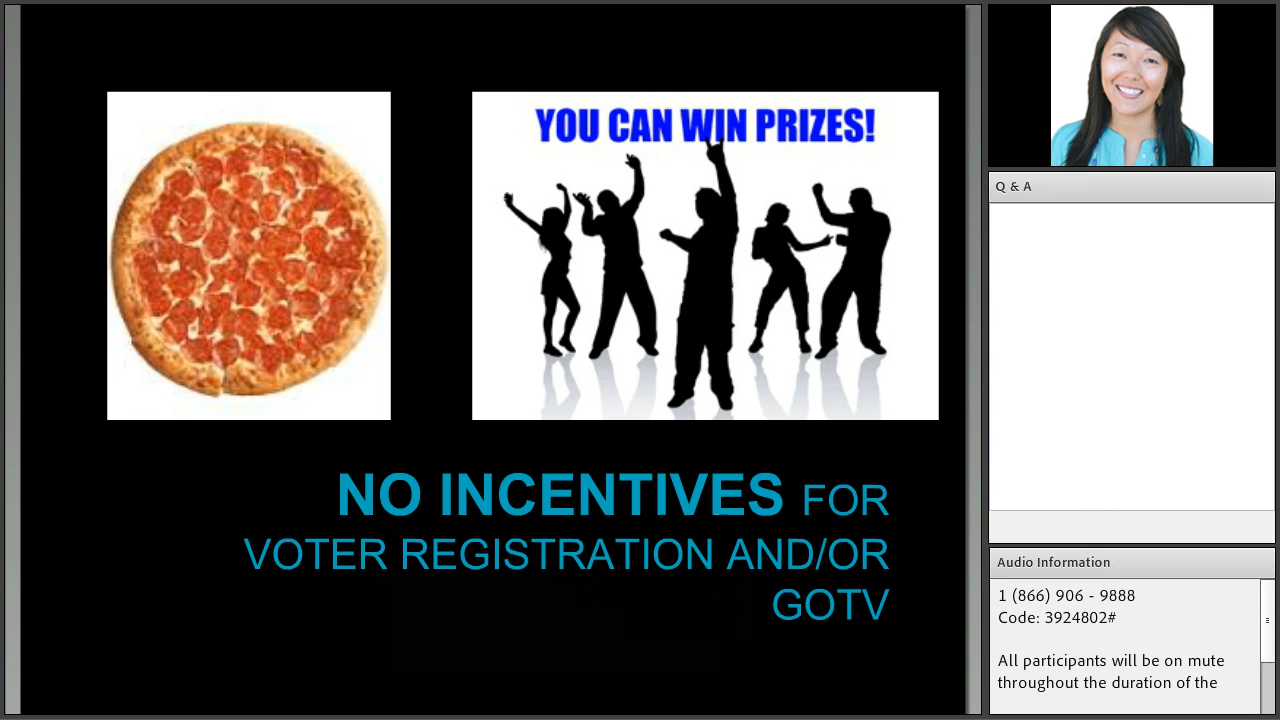 YOU CAN WIN PRIZES!
NO INCENTIVES FOR
VOTER REGISTRATION AND/OR
GOTV
Q & A
Audio Information
1 (866) 906 - 9888
Code: 3924802#
All participants will be on mute
throughout the duration of the